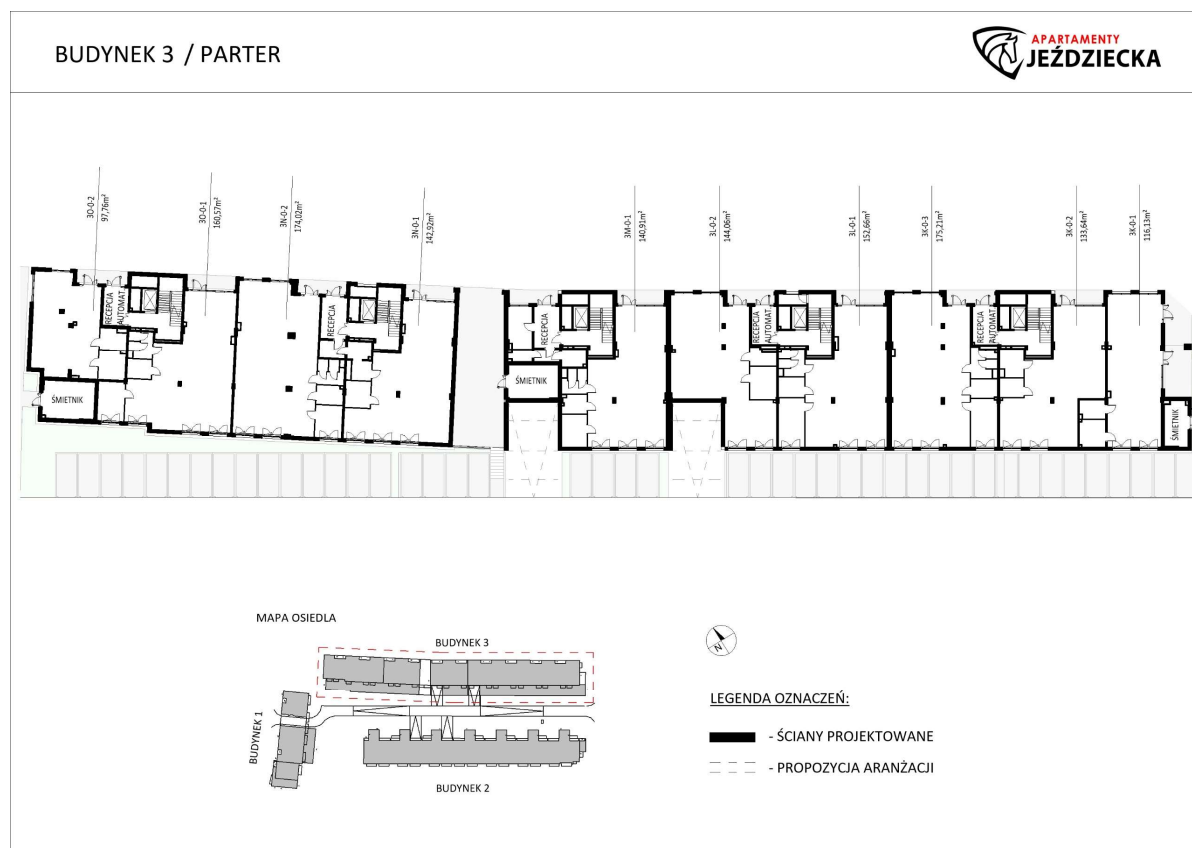 BUDYNEK 3 / PARTER
APARTAMENTY
JEŹDZIECKA
3O-0-2
97,76m²
3O-0-1
160,57m²
3N-0-2
174,02m²
3N-0-1
142,92m²
3M-0-1
140,91m²
3L-0-2
144,06m²
3L-0-1
152,66m²
3K-0-3
175,21m²
3K-0-2
133,64m²
3K-0-1
116,13m²
RECEPCJA
AUTOMAT.
RECEPCJA
RECEPCJA
RECEPCJA
AUTOMAT.
RECEPCJA
AUTOMAT.
ŚMIETNIK
ŚMIETNIK
ŚMIETNIK
MAPA OSIEDLA
BUDYNEK 3
BUDYNEK 1
BUDYNEK 2
N
LEGENDA OZNACZEŃ:
- ŚCIANY PROJEKTOWANE
- PROPOZYCJA ARANŻACJI